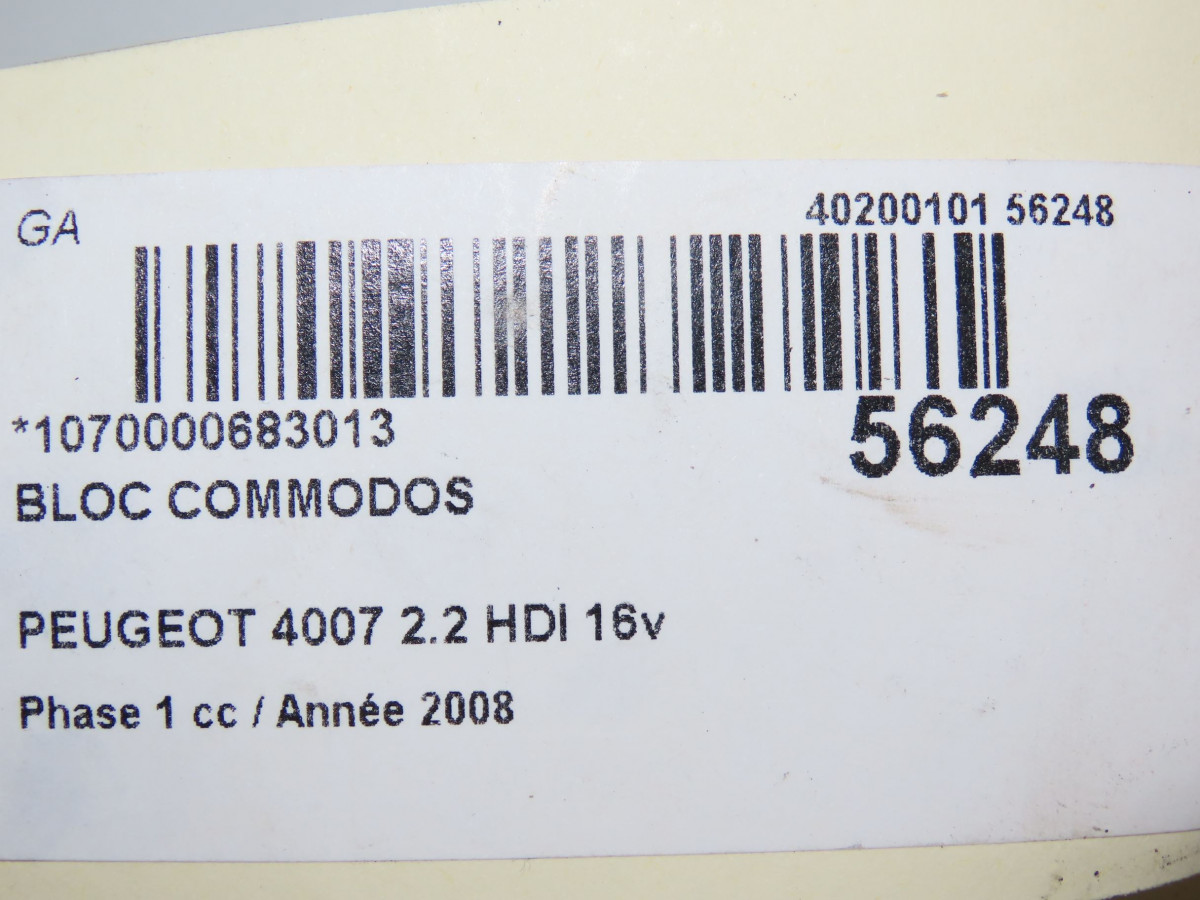 GA
40200101 56248
*1070000683013
56248
BLOC COMMODOS
PEUGEOT 4007 2.2 HDI 16v
Phase 1 cc / Année 2008